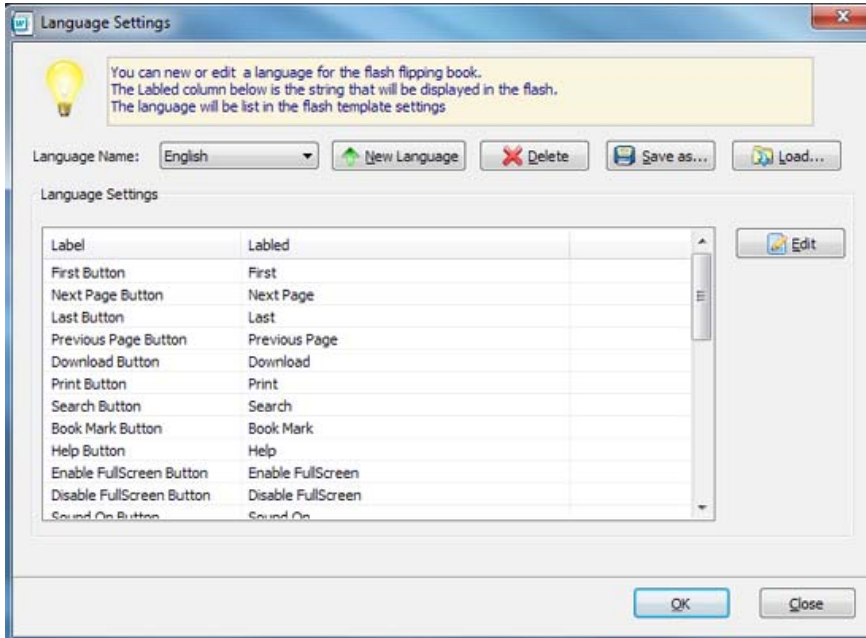 Language Settings
You can new or edit a language for the flash flipping book.
The Labled column below is the string that will be displayed in the flash.
The language will be list in the flash template settings
Language Name: English New Language Delete Save as... Load...
Language Settings
Label Labled Edit
First Button First
Next Page Button Next Page
Last Button Last
Previous Page Button Previous Page
Download Button Download
Print Button Print
Search Button Search
Book Mark Button Book Mark
Help Button Help
Enable FullScreen Button Enable FullScreen
Disable FullScreen Button Disable FullScreen
Sound On Button Sound On
OK Close